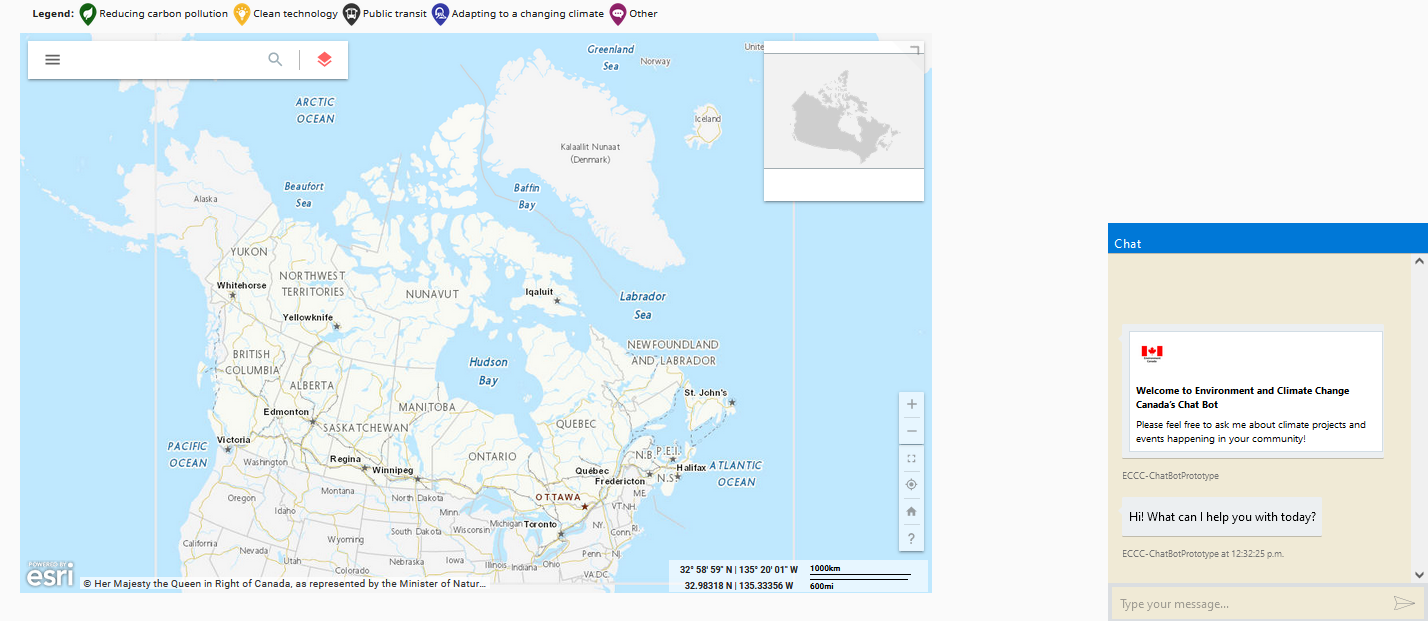 Legend: Reducing carbon pollution Clean technology Public transit Adapting to a changing climate Other
Greenland
Sea
Norway
Unite
ARCTIC
OCEAN
Iceland
Kalaallit Nunaat
(Denmark)
Beaufort
Sea
Baffin
Bay
Alaska
YUKON
NORTHWEST
TERRITORIES
Whitehorse
NUNAVUT
Iqaluit
Labrador
Sea
Yellowknife
BRITISH
COLUMBIA
Hudson
Bay
NEWFOUNDLAND
AND LABRADOR
ALBERTA
St. John's
Edmonton
MANITOBA
SASKATCHEWAN
QUEBEC
PACIFIC
OCEAN
Victoria
Washington
Regina
Winnipeg
ONTARIO
N.B.
P.E.I.
Québec
Fredericton
N.S.
Halifax
ATLANTIC
OCEAN
Oregon
Montana
North Dakota
OTTAWA
ME
VT.
NH.
Minn.
South Dakota
Wisconsin
Michigan
Toronto
NY.
Conn.
RI.
California
Nevada
Wyoming
Utah
Colorado
Nebraska
Iowa
Illinois
Indiana
Ohio
Penn
NJ
VA.
DC
+
−
?
POWERED BY
esri
© Her Majesty the Queen in Right of Canada, as represented by the Minister of Natur...
32° 58' 59" N | 135° 20' 01" W
1000km
32.98318 N | 135.33356 W
600mi
Chat
Welcome to Environment and Climate Change
Canada's Chat Bot
Please feel free to ask me about climate projects and
events happening in your community!
ECCC-ChatBotPrototype
Hi! What can I help you with today?
ECCC-ChatBotPrototype at 12:32:25 p.m.
Type your message...